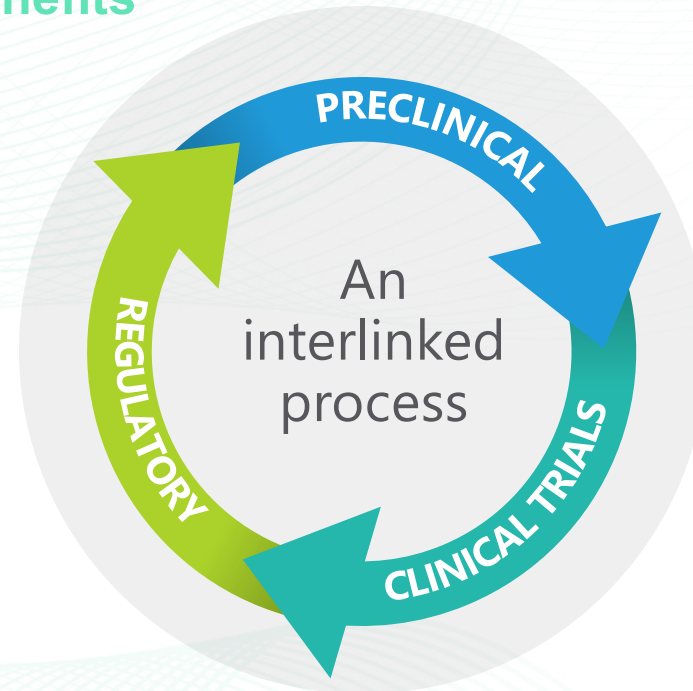 PRECLINICAL
An
interlinked
process
REGULATORY
CLINICAL TRIALS